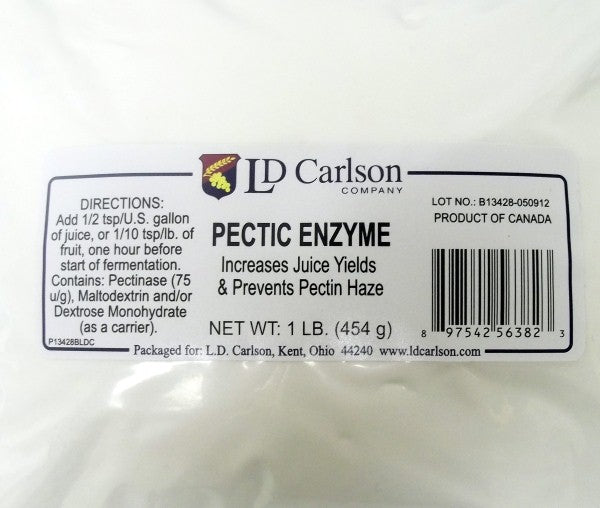 LD Carlson
COMPANY
DIRECTIONS:
Add 1/2 tsp/U.S. gallon
of juice, or 1/10 tsp/lb. of
fruit, one hour before
start of fermentation.
Contains: Pectinase (75
u/g), Maltodextrin and/or
Dextrose Monohydrate
(as a carrier).
P13428BLDC
PECTIC ENZYME
Increases Juice Yields
& Prevents Pectin Haze
NET WT: 1 LB. (454 g)
LOT NO.: B13428-050912
PRODUCT OF CANADA
8 97542 56382 3
Packaged for: L.D. Carlson, Kent, Ohio 44240 www.ldcarlson.com